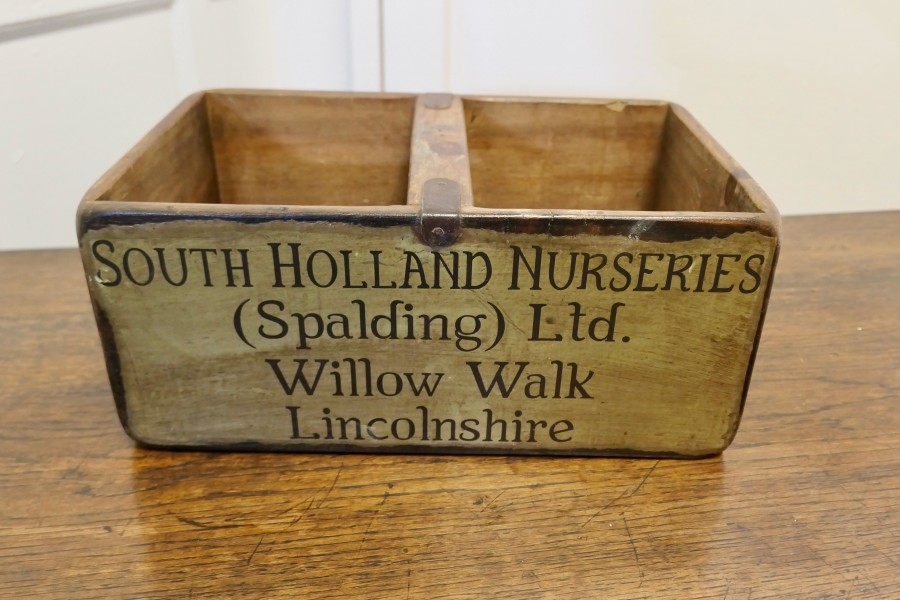 SOUTH HOLLAND NURSERIES
(Spalding) Ltd.
Willow Walk
Lincolnshire